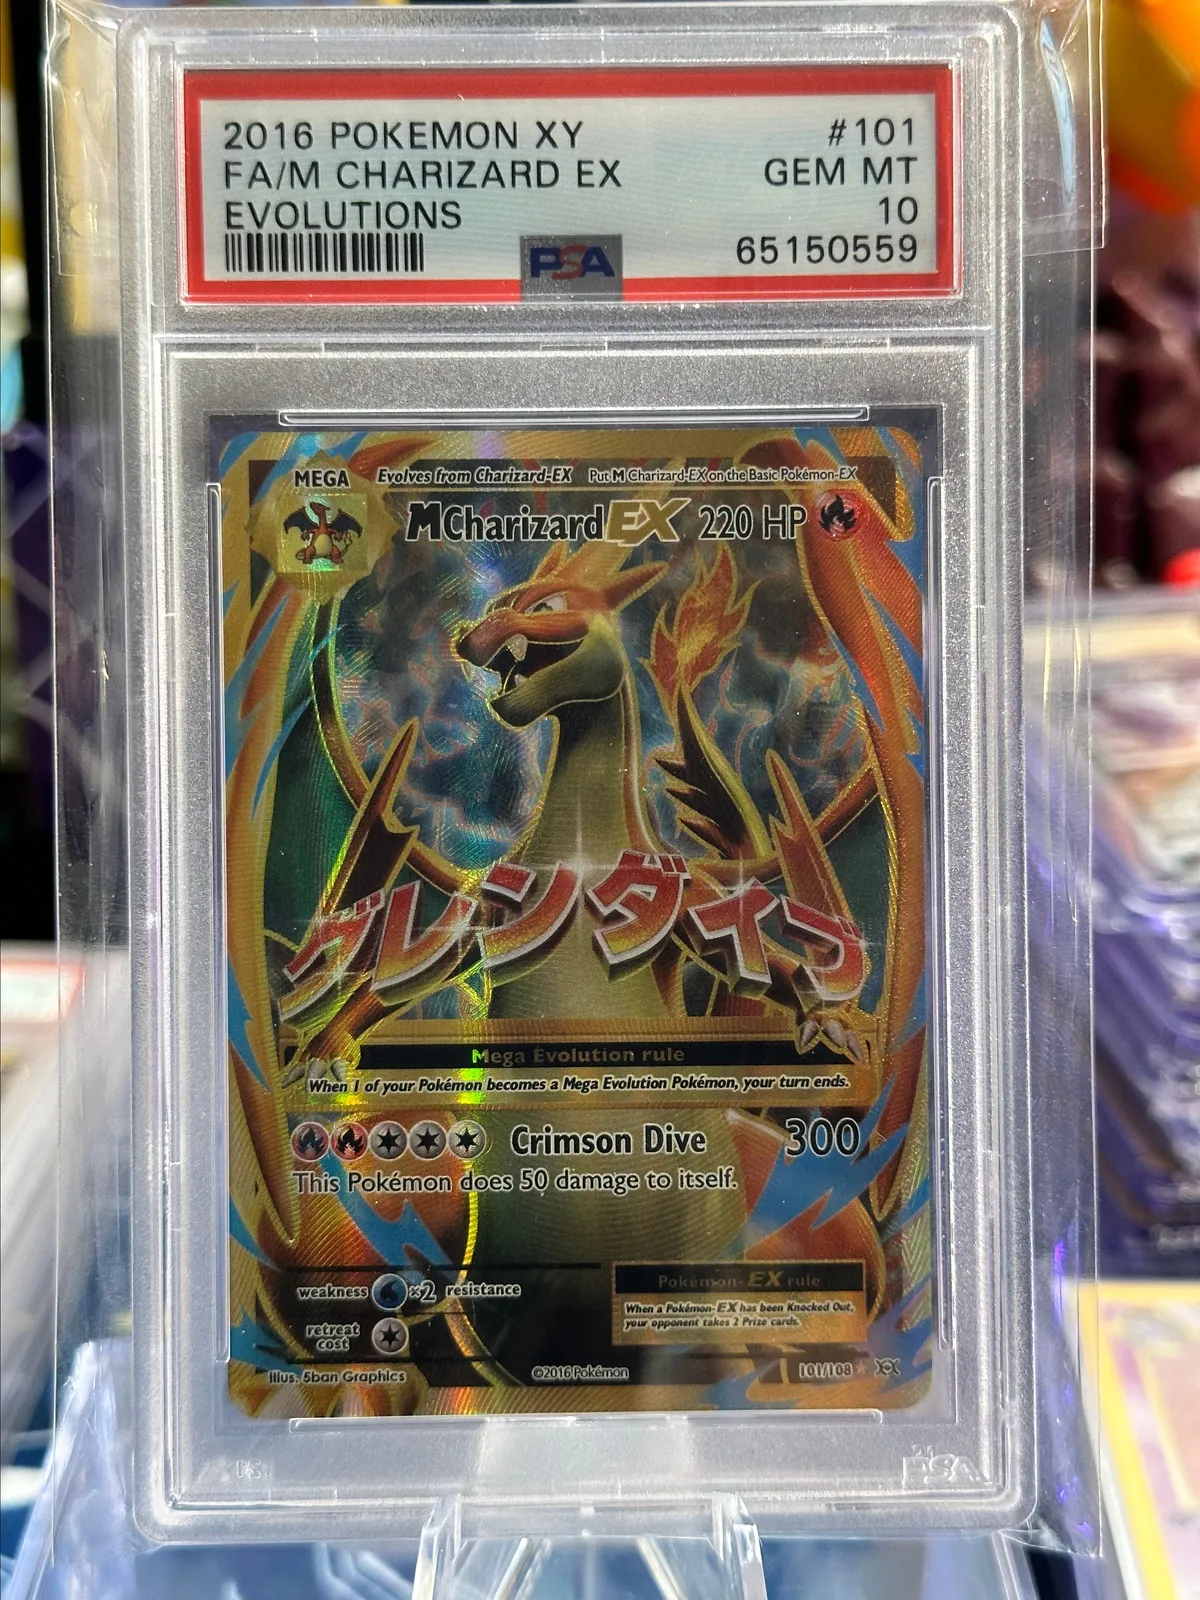 2016 POKEMON XY
#101
FA/M CHARIZARD EX
GEM MT
EVOLUTIONS
10
PSA
65150559
MEGA
Evolves from Charizard-EX
Put M Charizard-EX on the Basic Pokémon-EX
M Charizard EX 220 HP
グレンダイブ
Mega Evolution rule
When 1 of your Pokémon becomes a Mega Evolution Pokémon, your turn ends.
Crimson Dive 300
This Pokémon does 50 damage to itself.
weakness ×2 resistance
retreat
cost
Pokémon-EX rule
When a Pokémon-EX has been Knocked Out,
your opponent takes 2 Prize cards.
Illus. 5ban Graphics
©2016 Pokémon
101/108
XY
PSA